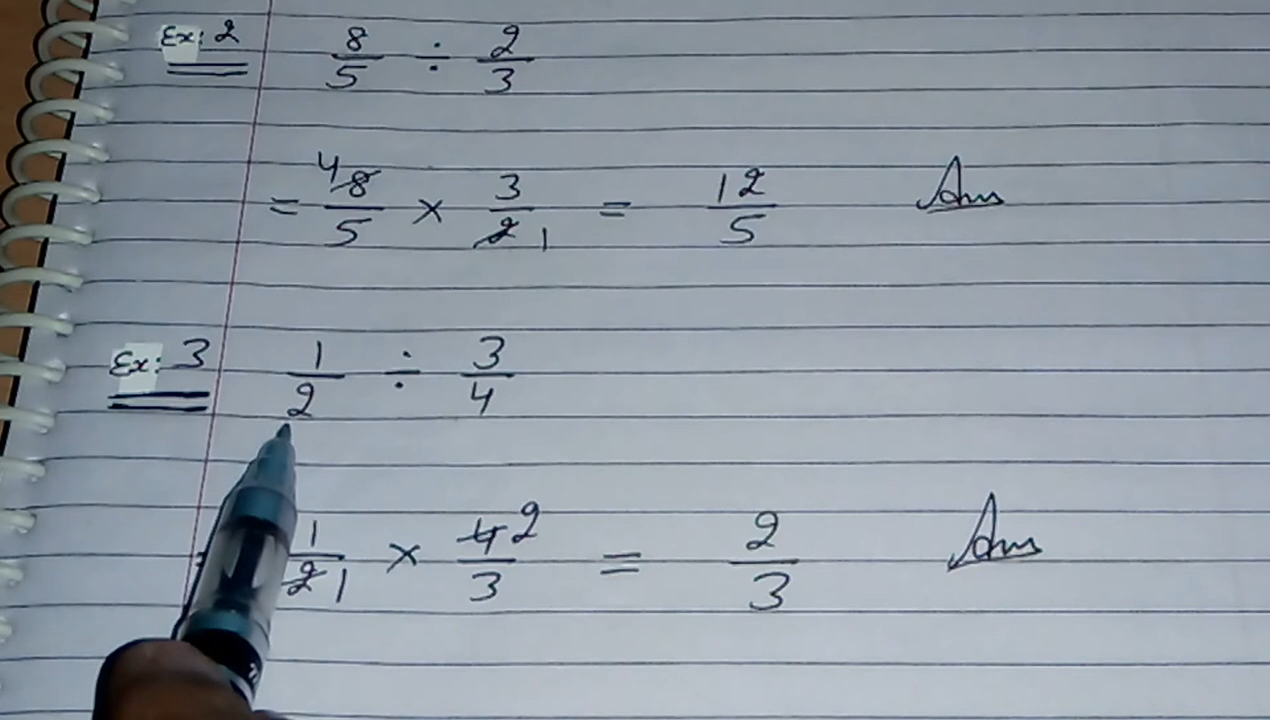 Ex: 2 8/5 ÷ 2/3
= 4 8/5 × 3/2 1 = 12/5 Ans
Ex: 3 1/2 ÷ 3/4
1/2 1 × 4 2/3 = 2/3 Ans